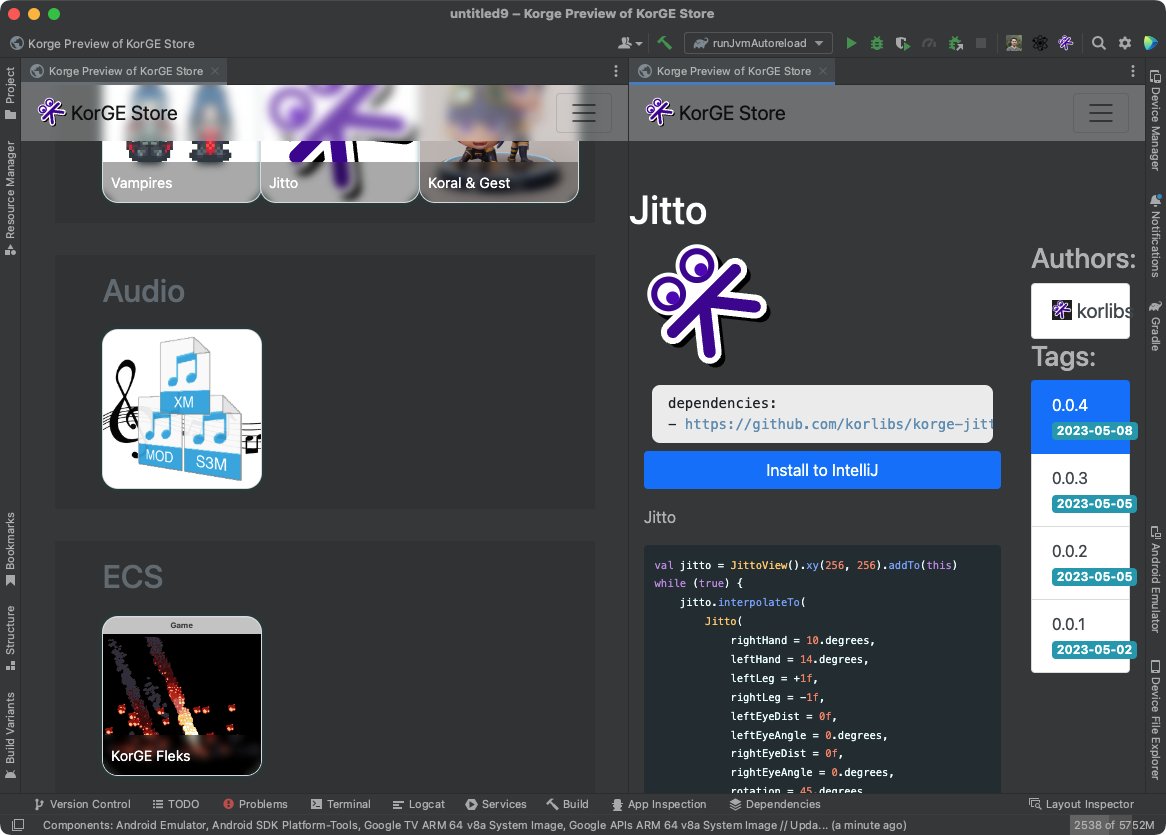 untitled9 – Korge Preview of KorGE Store
Korge Preview of KorGE Store
runJvmAutoreload
Project
Resource Manager
Bookmarks
Structure
Build Variants
Korge Preview of KorGE Store
KorGE Store
Vampires
Jitto
Koral & Gest
Audio
XM
MOD
S3M
ECS
Game
KorGE Fleks
Korge Preview of KorGE Store
KorGE Store
Jitto
dependencies:
- https://github.com/korlibs/korge-jitt
Install to IntelliJ
Jitto
val jitto = JittoView().xy(256, 256).addTo(this)
while (true) {
jitto.interpolateTo(
Jitto(
rightHand = 10.degrees,
leftHand = 14.degrees,
leftLeg = +1f,
rightLeg = -1f,
leftEyeDist = 0f,
leftEyeAngle = 0.degrees,
rightEyeDist = 0f,
rightEyeAngle = 0.degrees,
rotation = 45.degrees
Authors:
korlibs
Tags:
0.0.4
2023-05-08
0.0.3
2023-05-05
0.0.2
2023-05-05
0.0.1
2023-05-02
Device Manager
Notifications
Gradle
Android Emulator
Device File Explorer
Version Control
TODO
Problems
Terminal
Logcat
Services
Build
App Inspection
Dependencies
Layout Inspector
Components: Android Emulator, Android SDK Platform-Tools, Google TV ARM 64 v8a System Image, Google APIs ARM 64 v8a System Image // Upda... (a minute ago)
2538 of 5752M